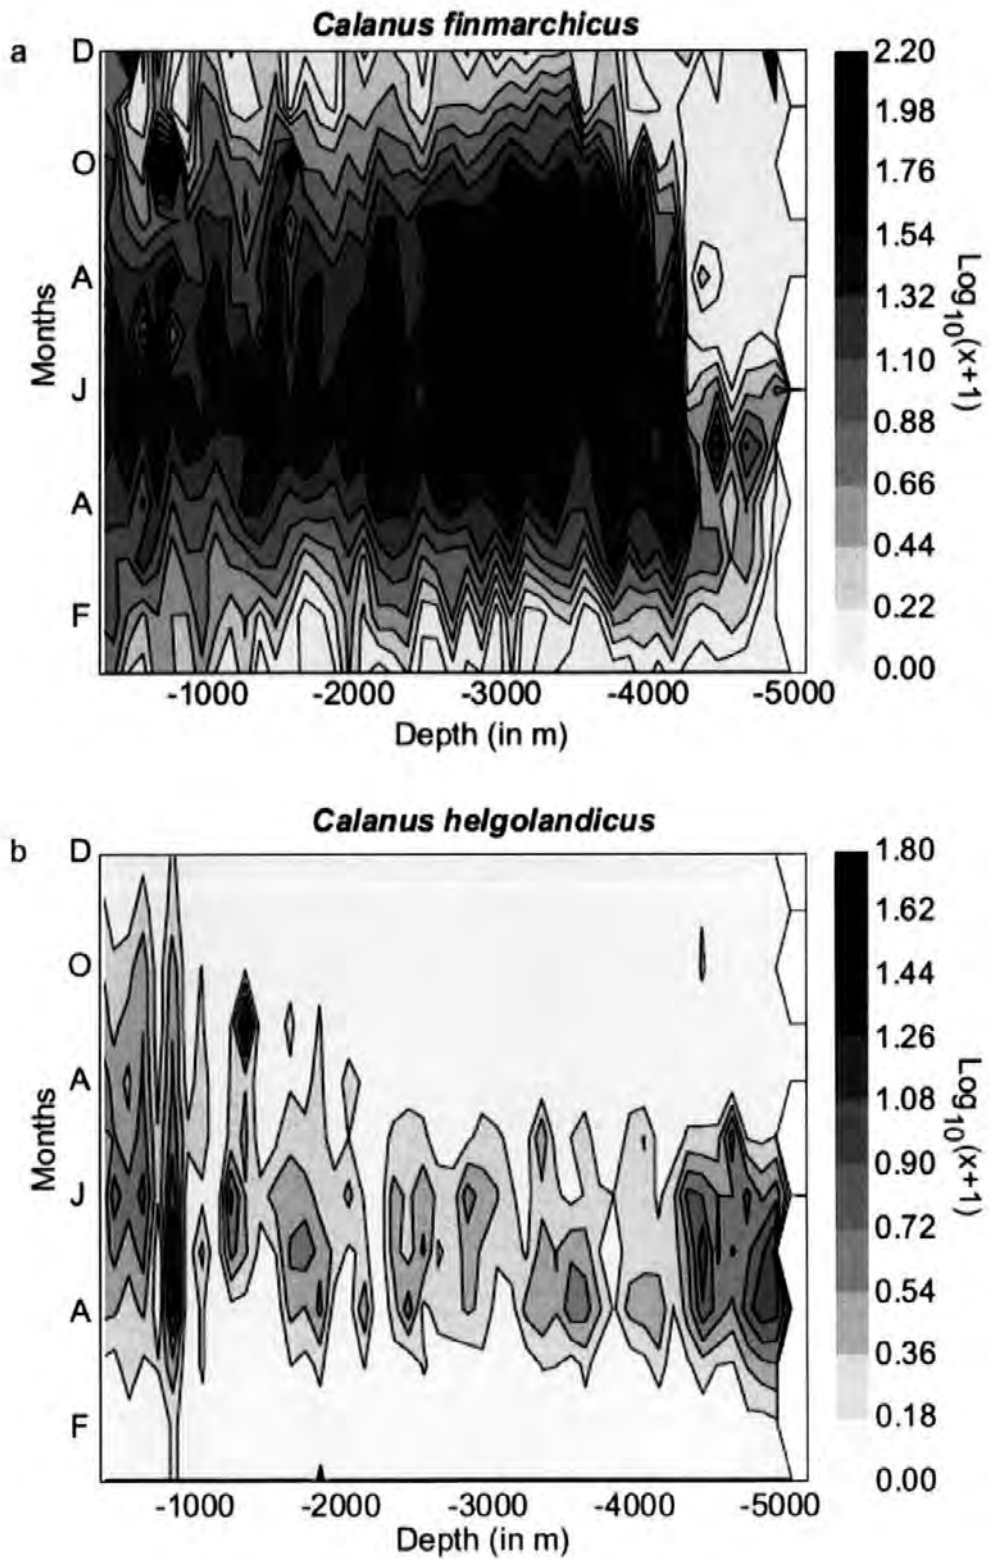 a
Calanus finmarchicus
D
O
A
J
A
F
Months
-1000 -2000 -3000 -4000 -5000
Depth (in m)
2.20
1.98
1.76
1.54
1.32
1.10
0.88
0.66
0.44
0.22
0.00
Log10(x+1)
b
Calanus helgolandicus
D
O
A
J
A
F
Months
-1000 -2000 -3000 -4000 -5000
Depth (in m)
1.80
1.62
1.44
1.26
1.08
0.90
0.72
0.54
0.36
0.18
0.00
Log10(x+1)